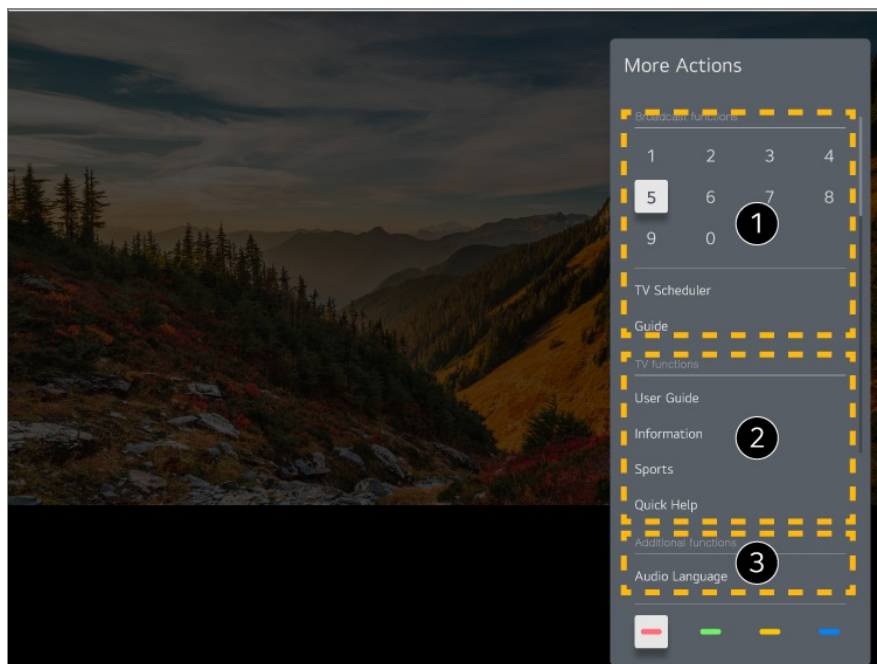 More Actions
Broadcast functions
1 2 3 4
5 6 7 8
1
9 0
TV Scheduler
Guide
TV functions
User Guide
Information
2
Sports
Quick Help
Additional functions
3
Audio Language